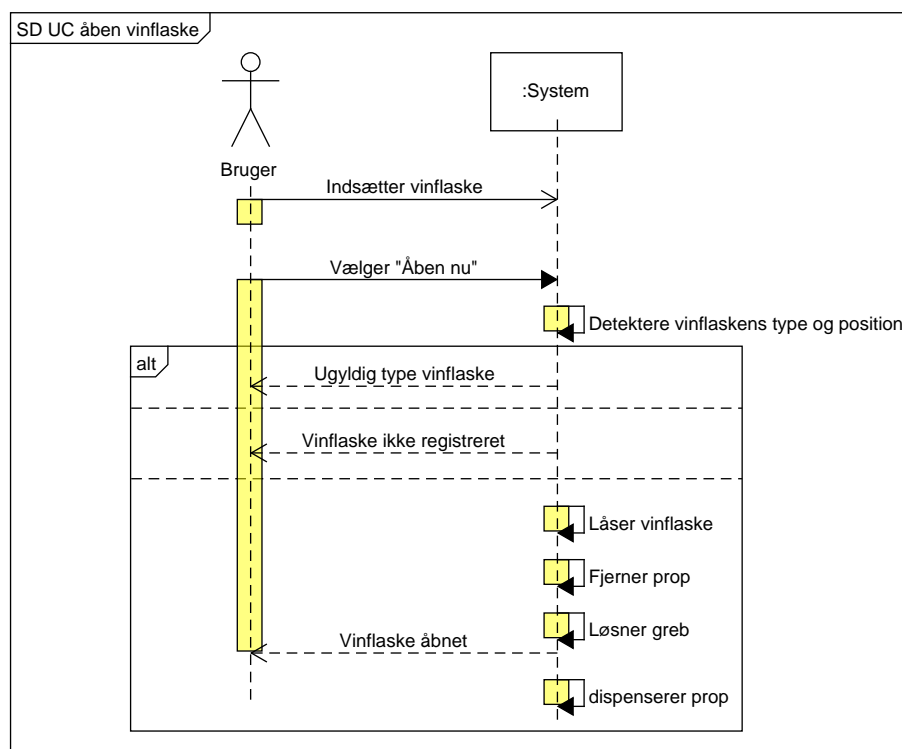 SD UC åben vinflaske
:System
Bruger
Indsætter vinflaske
Vælger "Åben nu"
Detektere vinflaskens type og position
alt
Ugyldig type vinflaske
Vinflaske ikke registreret
Låser vinflaske
Fjerner prop
Løsner greb
Vinflaske åbnet
dispenserer prop